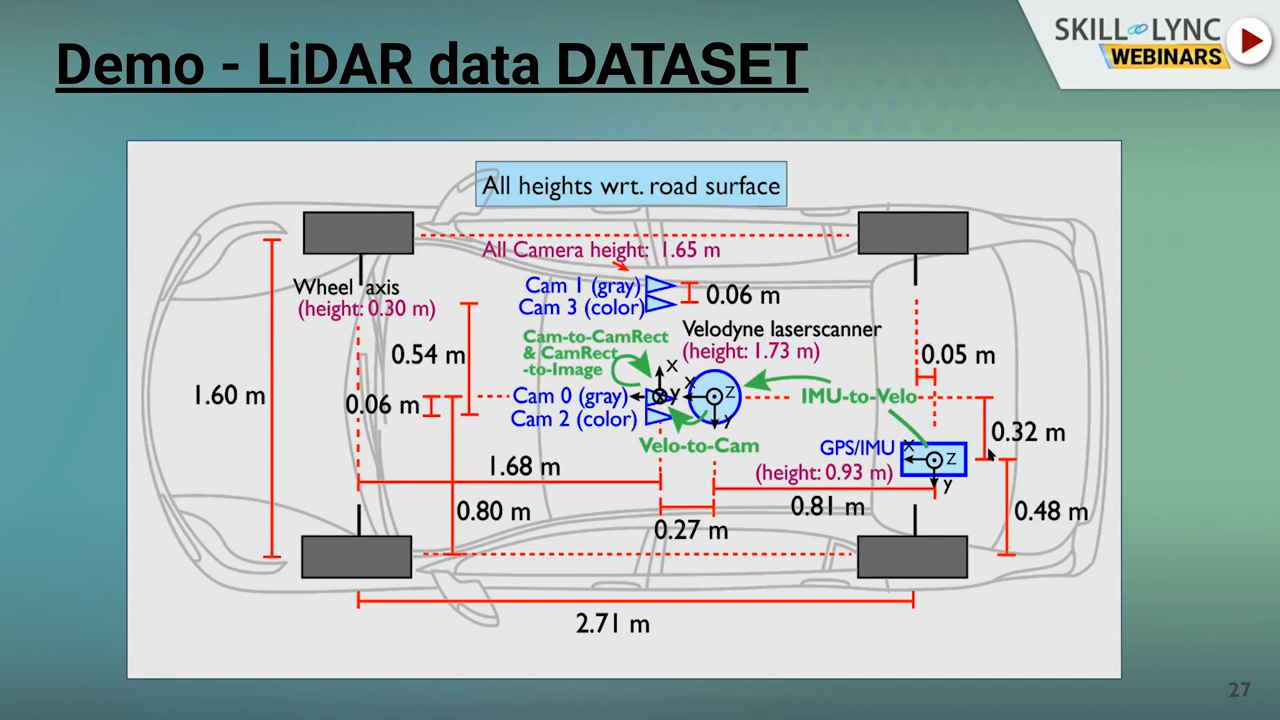 Demo - LiDAR data DATASET
SKILL LYNC
WEBINARS
All heights wrt. road surface
All Camera height: 1.65 m
Wheel axis
(height: 0.30 m)
Cam 1 (gray)
Cam 3 (color)
0.06 m
Velodyne laserscanner
(height: 1.73 m)
Cam-to-CamRect
& CamRect
-to-Image
0.54 m
0.05 m
1.60 m
0.06 m
Cam 0 (gray)
Cam 2 (color)
x
y
x
z
y
IMU-to-Velo
Velo-to-Cam
0.32 m
GPS/IMU
(height: 0.93 m)
x
z
y
1.68 m
0.80 m
0.27 m
0.81 m
0.48 m
2.71 m
27